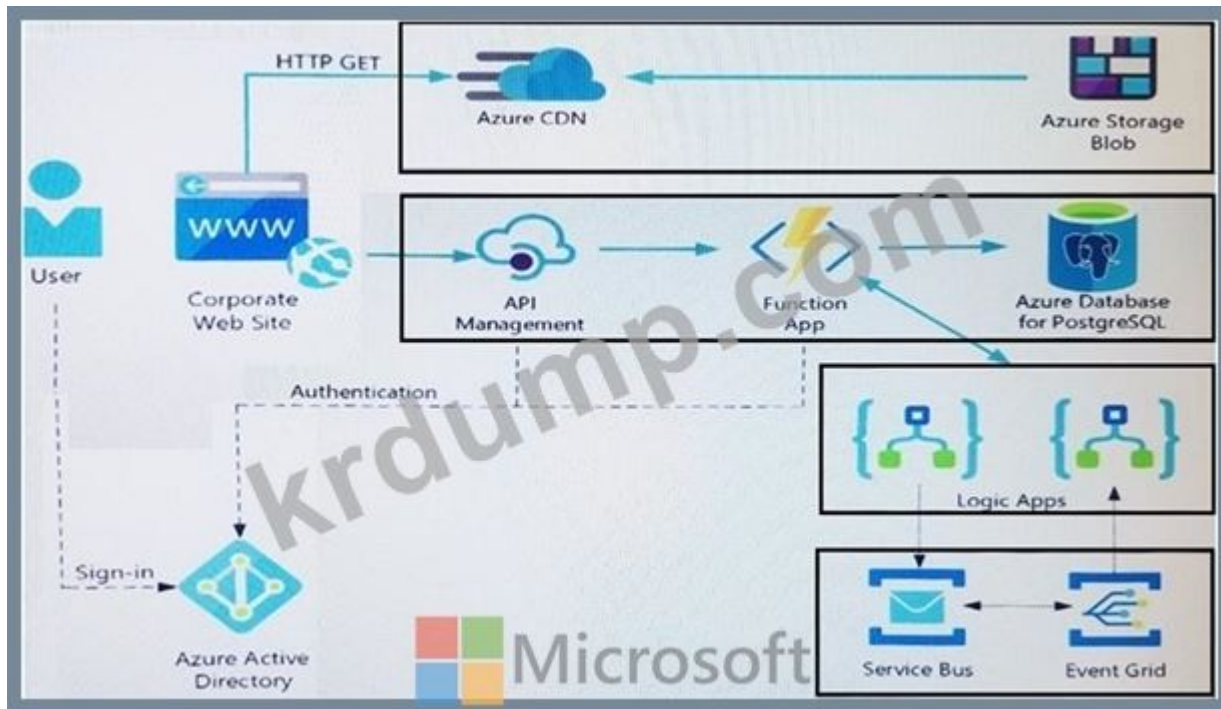 HTTP GET
Azure CDN
Azure Storage
Blob
User
WWW
Corporate
Web Site
API
Management
Function
App
Azure Database
for PostgreSQL
Authentication
Logic Apps
Sign-in
Azure Active
Directory
Service Bus
Event Grid
krdump.com
Microsoft